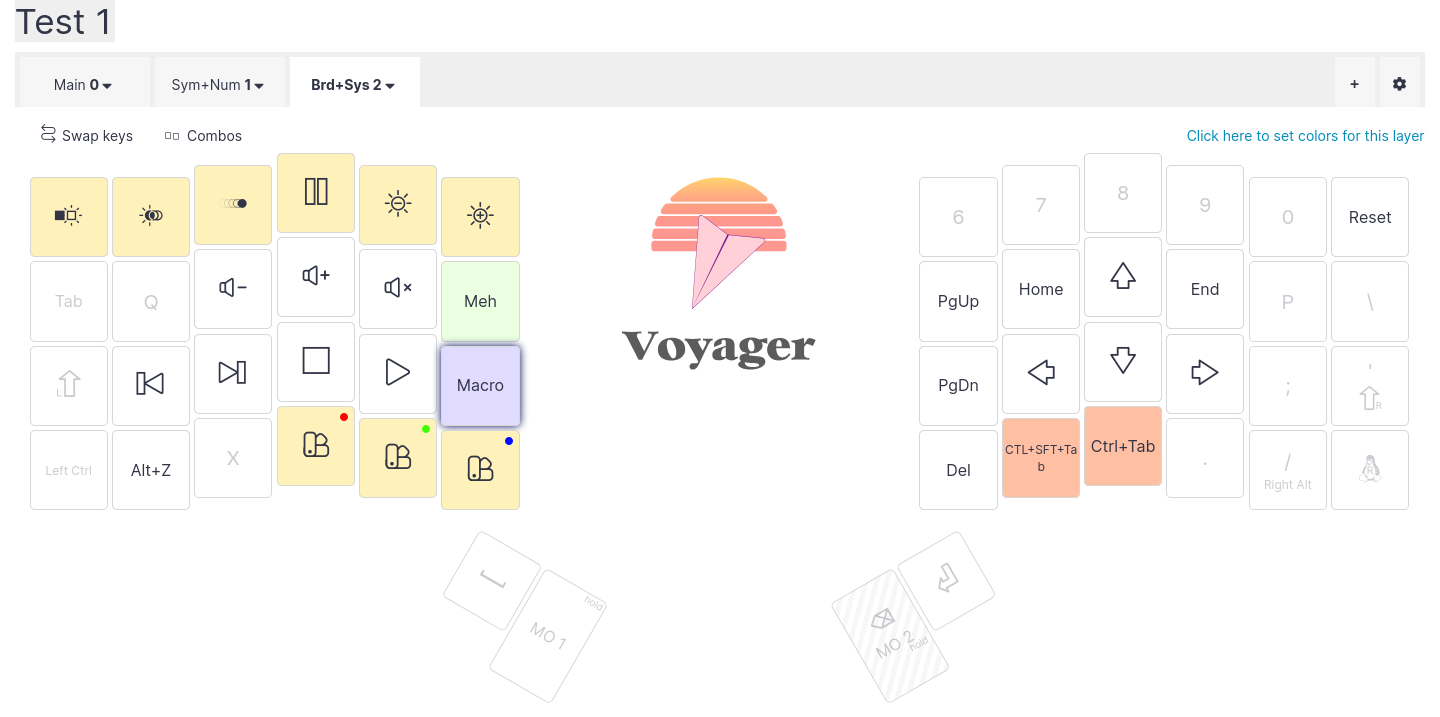 Test 1
Main 0
Sym+Num 1
Brd+Sys 2
+
Swap keys
Combos
Click here to set colors for this layer
6
7
8
9
0
Reset
Tab
Q
Meh
PgUp
Home
End
P
\
L
Macro
PgDn
;
'
R
Left Ctrl
Alt+Z
X
Del
CTL+SFT+Ta
b
Ctrl+Tab
.
/
Right Alt
R
Voyager
MO 1
hold
MO 2
hold